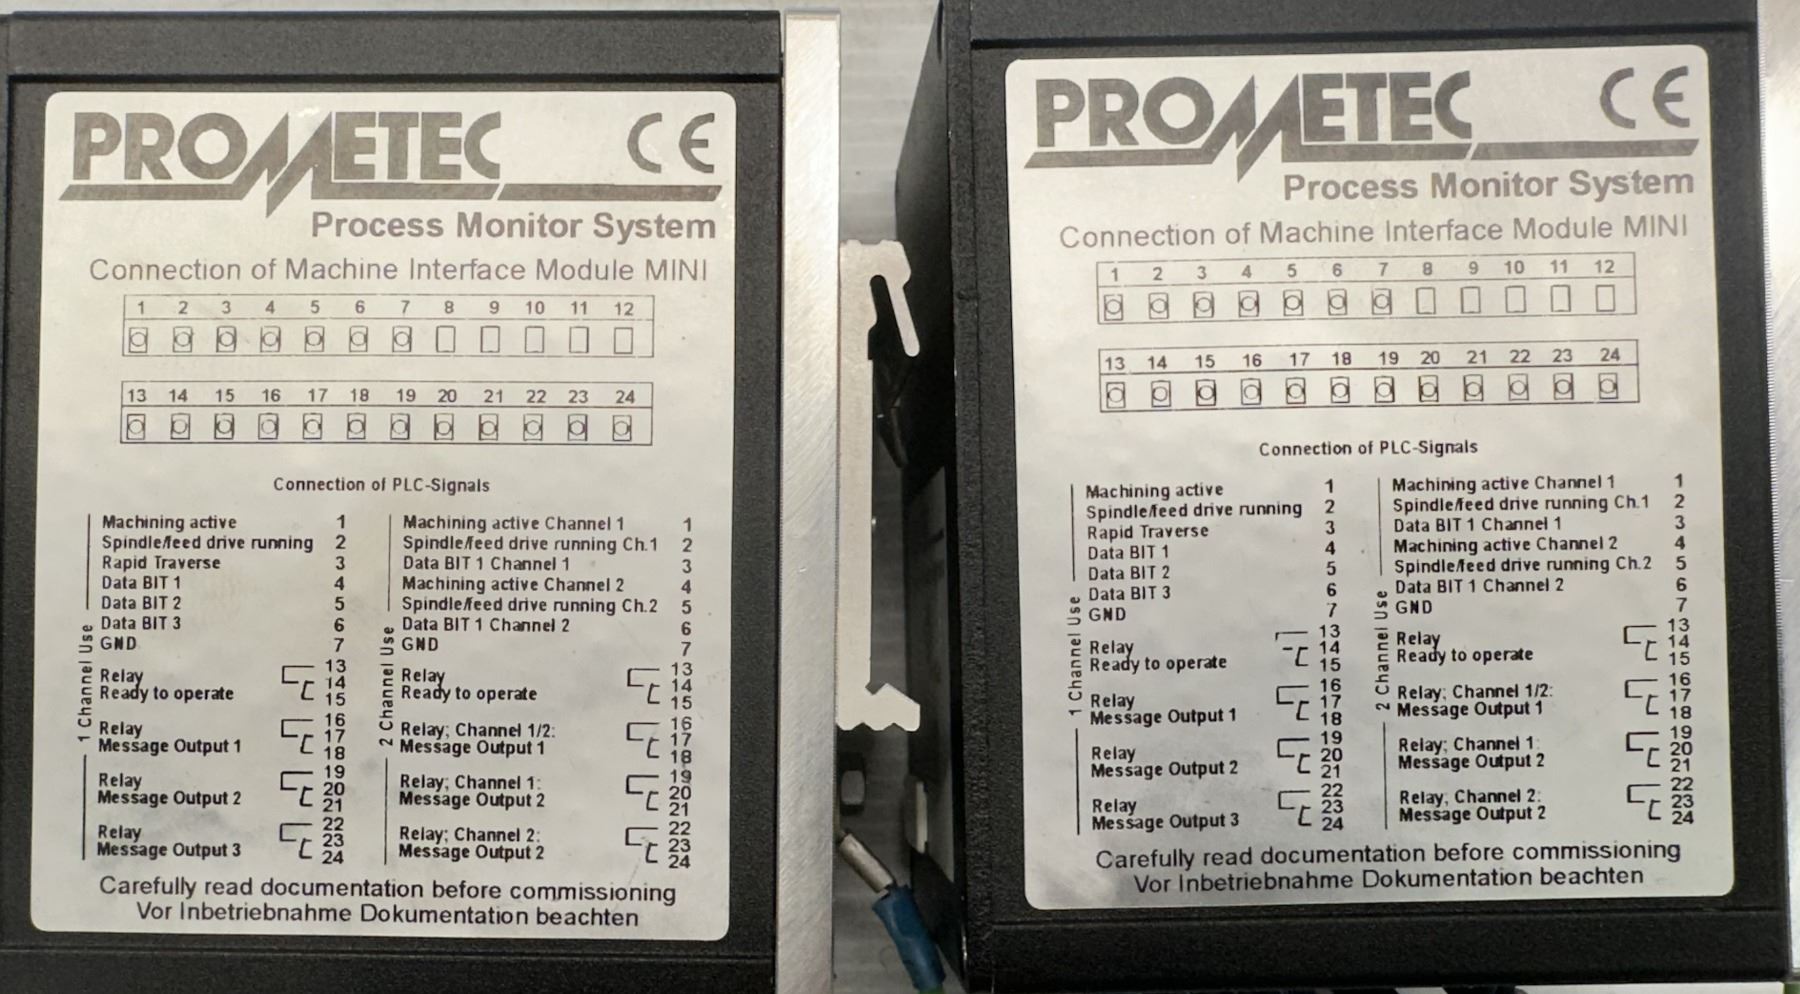 PROMETEC CE
Process Monitor System
Connection of Machine Interface Module MINI
1 2 3 4 5 6 7 8 9 10 11 12
13 14 15 16 17 18 19 20 21 22 23 24
Connection of PLC-Signals
1 Channel Use
Machining active 1
Spindle/feed drive running 2
Rapid Traverse 3
Data BIT 1 4
Data BIT 2 5
Data BIT 3 6
GND 7
Relay 13
Ready to operate 14
15
Relay 16
Message Output 1 17
18
Relay 19
Message Output 2 20
21
Relay 22
Message Output 3 23
24
2 Channel Use
Machining active Channel 1 1
Spindle/feed drive running Ch.1 2
Data BIT 1 Channel 1 3
Machining active Channel 2 4
Spindle/feed drive running Ch.2 5
Data BIT 1 Channel 2 6
GND 7
Relay 13
Ready to operate 14
15
Relay; Channel 1/2: 16
Message Output 1 17
18
Relay; Channel 1: 19
Message Output 2 20
21
Relay; Channel 2: 22
Message Output 2 23
24
Carefully read documentation before commissioning
Vor Inbetriebnahme Dokumentation beachten
PROMETEC CE
Process Monitor System
Connection of Machine Interface Module MINI
1 2 3 4 5 6 7 8 9 10 11 12
13 14 15 16 17 18 19 20 21 22 23 24
Connection of PLC-Signals
1 Channel Use
Machining active 1
Spindle/feed drive running 2
Rapid Traverse 3
Data BIT 1 4
Data BIT 2 5
Data BIT 3 6
GND 7
Relay 13
Ready to operate 14
15
Relay 16
Message Output 1 17
18
Relay 19
Message Output 2 20
21
Relay 22
Message Output 3 23
24
2 Channel Use
Machining active Channel 1 1
Spindle/feed drive running Ch.1 2
Data BIT 1 Channel 1 3
Machining active Channel 2 4
Spindle/feed drive running Ch.2 5
Data BIT 1 Channel 2 6
GND 7
Relay 13
Ready to operate 14
15
Relay; Channel 1/2: 16
Message Output 1 17
18
Relay; Channel 1: 19
Message Output 2 20
21
Relay; Channel 2: 22
Message Output 2 23
24
Carefully read documentation before commissioning
Vor Inbetriebnahme Dokumentation beachten